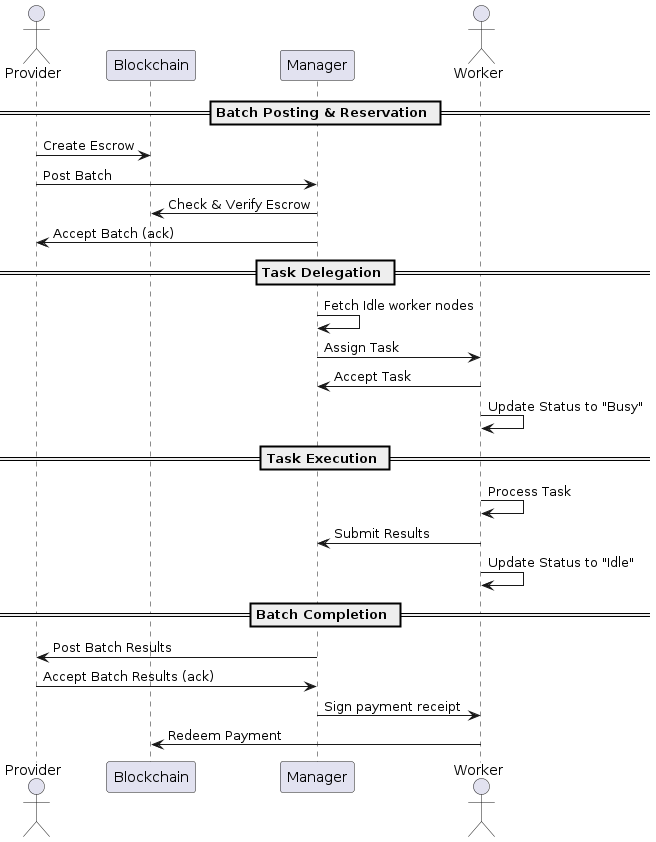 Provider
Blockchain
Manager
Worker
Batch Posting & Reservation
Create Escrow
Post Batch
Check & Verify Escrow
Accept Batch (ack)
Task Delegation
Fetch Idle worker nodes
Assign Task
Accept Task
Update Status to "Busy"
Task Execution
Process Task
Submit Results
Update Status to "Idle"
Batch Completion
Post Batch Results
Accept Batch Results (ack)
Sign payment receipt
Redeem Payment
Provider
Blockchain
Manager
Worker